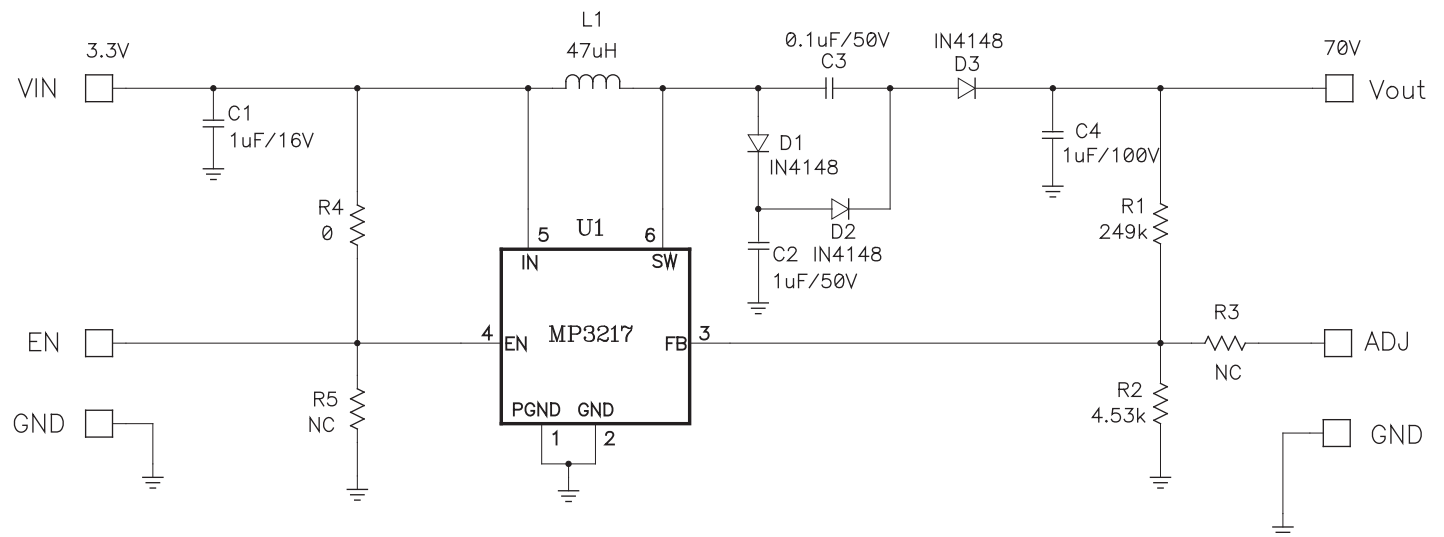 L1
47uH
3.3V
VIN
C1
1uF/16V
0.1uF/50V
C3
IN4148
D3
70V
Vout
D1
IN4148
C4
1uF/100V
R4
0
U1
5
6
IN
SW
D2
C2 IN4148
1uF/50V
R1
249k
EN
4
EN
MP3217
FB
3
R3
NC
ADJ
R5
NC
GND
PGND GND
1
2
R2
4.53k
GND